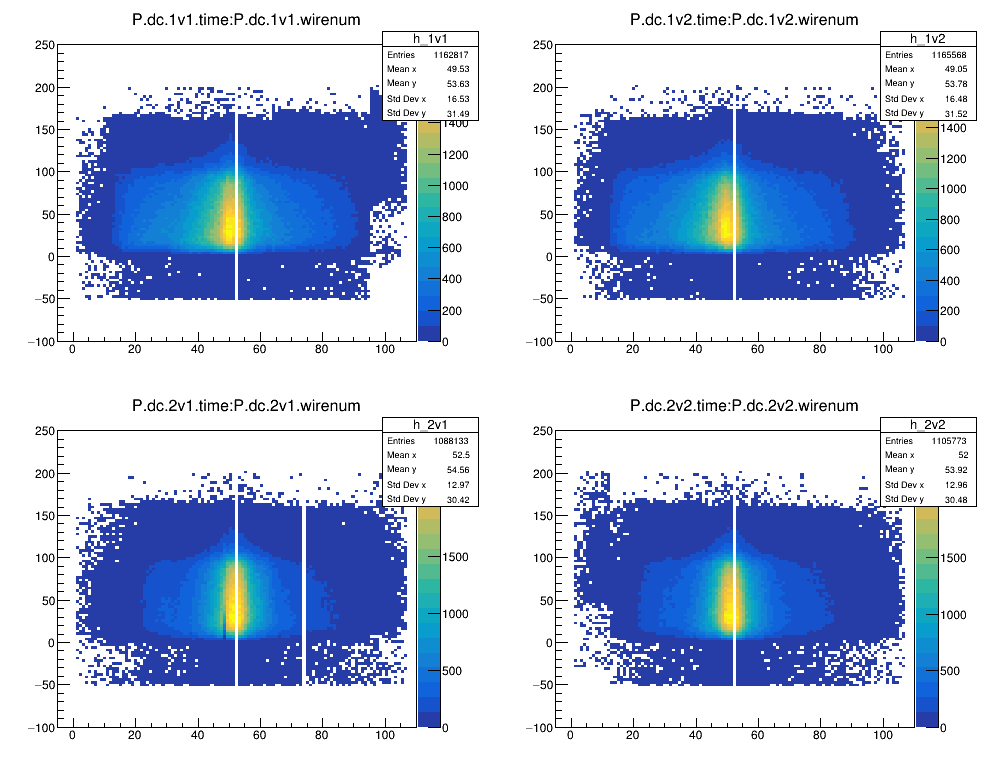 P.dc.1v1.time:P.dc.1v1.wirenum
h_1v1
Entries 1162817
Mean x 49.53
Mean y 53.63
Std Dev x 16.53
Std Dev y 31.49
250
200
150
100
50
0
−50
−100
0 20 40 60 80 100
1400
1200
1000
800
600
400
200
0
P.dc.1v2.time:P.dc.1v2.wirenum
h_1v2
Entries 1165568
Mean x 49.05
Mean y 53.78
Std Dev x 16.48
Std Dev y 31.52
250
200
150
100
50
0
−50
−100
0 20 40 60 80 100
1400
1200
1000
800
600
400
200
0
P.dc.2v1.time:P.dc.2v1.wirenum
h_2v1
Entries 1088133
Mean x 52.5
Mean y 54.56
Std Dev x 12.97
Std Dev y 30.42
250
200
150
100
50
0
−50
−100
0 20 40 60 80 100
1500
1000
500
0
P.dc.2v2.time:P.dc.2v2.wirenum
h_2v2
Entries 1105773
Mean x 52
Mean y 53.92
Std Dev x 12.96
Std Dev y 30.48
250
200
150
100
50
0
−50
−100
0 20 40 60 80 100
1500
1000
500
0